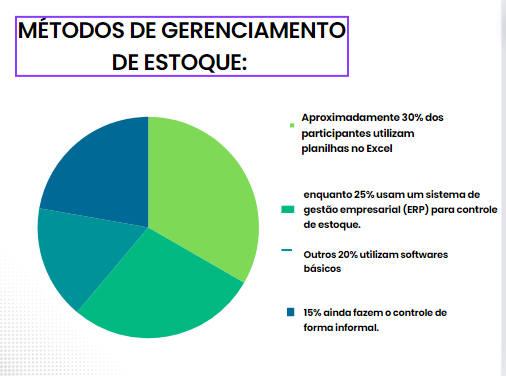 MÉTODOS DE GERENCIAMENTO
DE ESTOQUE:
Aproximadamente 30% dos
participantes utilizam
planilhas no Excel
enquanto 25% usam um sistema de
gestão empresarial (ERP) para controle
de estoque.
Outros 20% utilizam softwares
básicos
15% ainda fazem o controle de
forma informal.